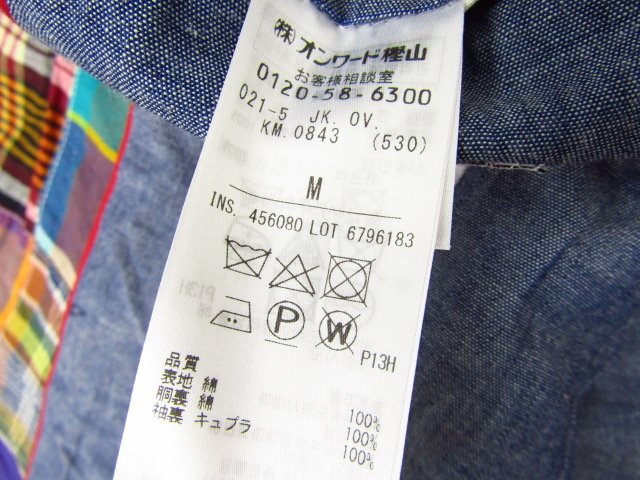 (株)オンワード樫山
お客様相談室
0120-58-6300
021-5 JK. OV.
KM. 0843 (530)
M
INS. 456080 LOT 6796183
P W
P13H
品質
表地 綿 100%
胴裏 綿 100%
袖裏 キュプラ 100%